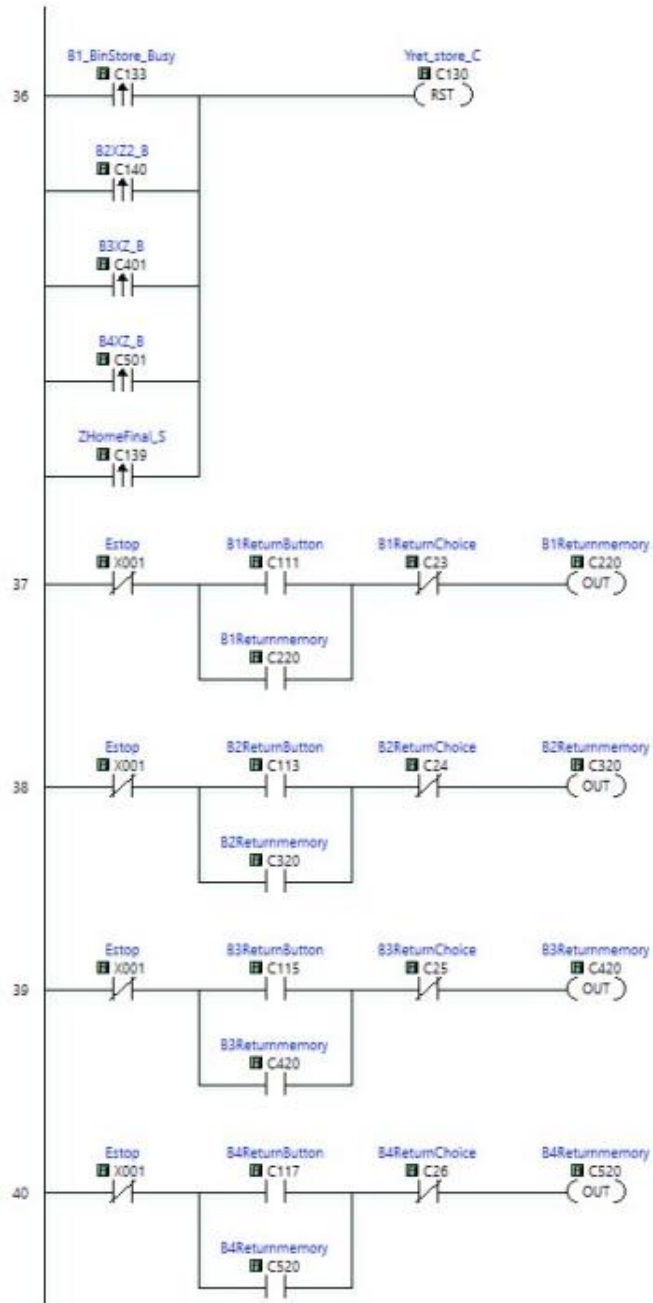 B1_BinStore_Busy Yret_store_C
C133 C130
36 RST
B2XZ2_B
C140
B3XZ_B
C401
B4XZ_B
C501
ZHomeFinal_S
C139
Estop B1ReturnButton B1ReturnChoice B1Returnmemory
X001 C111 C23 C220
37 OUT
B1Returnmemory
C220
Estop B2ReturnButton B2ReturnChoice B2Returnmemory
X001 C113 C24 C320
38 OUT
B2Returnmemory
C320
Estop B3ReturnButton B3ReturnChoice B3Returnmemory
X001 C115 C25 C420
39 OUT
B3Returnmemory
C420
Estop B4ReturnButton B4ReturnChoice B4Returnmemory
X001 C117 C26 C520
40 OUT
B4Returnmemory
C520